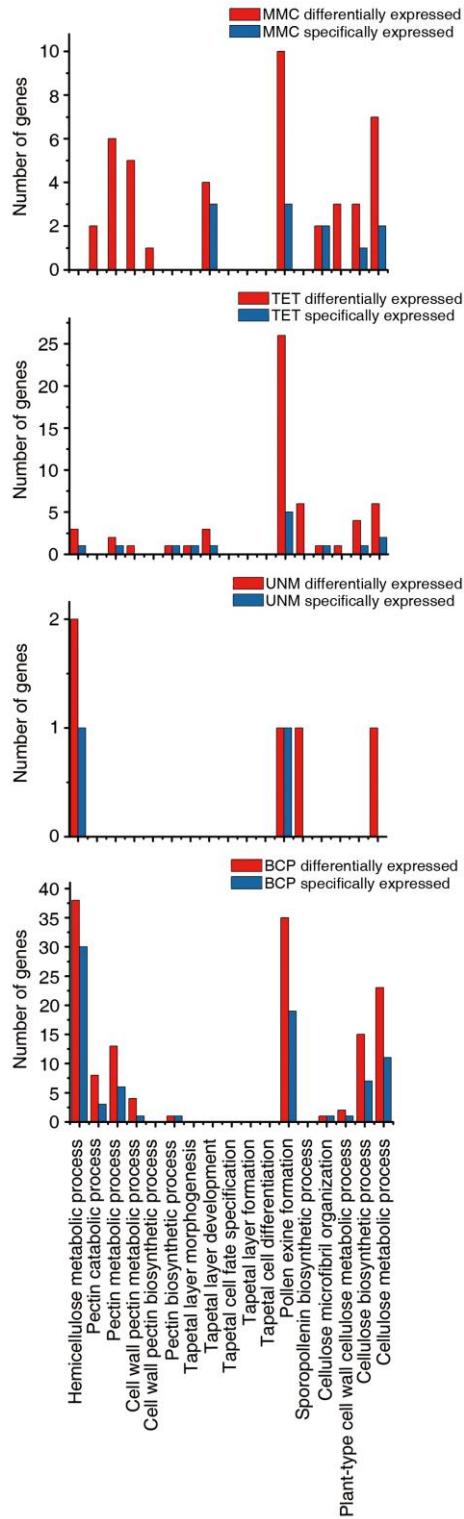 MMC differentially expressed
MMC specifically expressed
Number of genes
10
8
6
4
2
0
TET differentially expressed
TET specifically expressed
Number of genes
25
20
15
10
5
0
UNM differentially expressed
UNM specifically expressed
Number of genes
2
1
0
BCP differentially expressed
BCP specifically expressed
Number of genes
40
35
30
25
20
15
10
5
0
Hemicellulose metabolic process
Pectin catabolic process
Pectin metabolic process
Cell wall pectin metabolic process
Cell wall pectin biosynthetic process
Pectin biosynthetic process
Tapetal layer morphogenesis
Tapetal layer development
Tapetal cell fate specification
Tapetal layer formation
Tapetal cell differentiation
Pollen exine formation
Sporopollenin biosynthetic process
Cellulose microfibril organization
Plant-type cell wall cellulose metabolic process
Cellulose biosynthetic process
Cellulose metabolic process